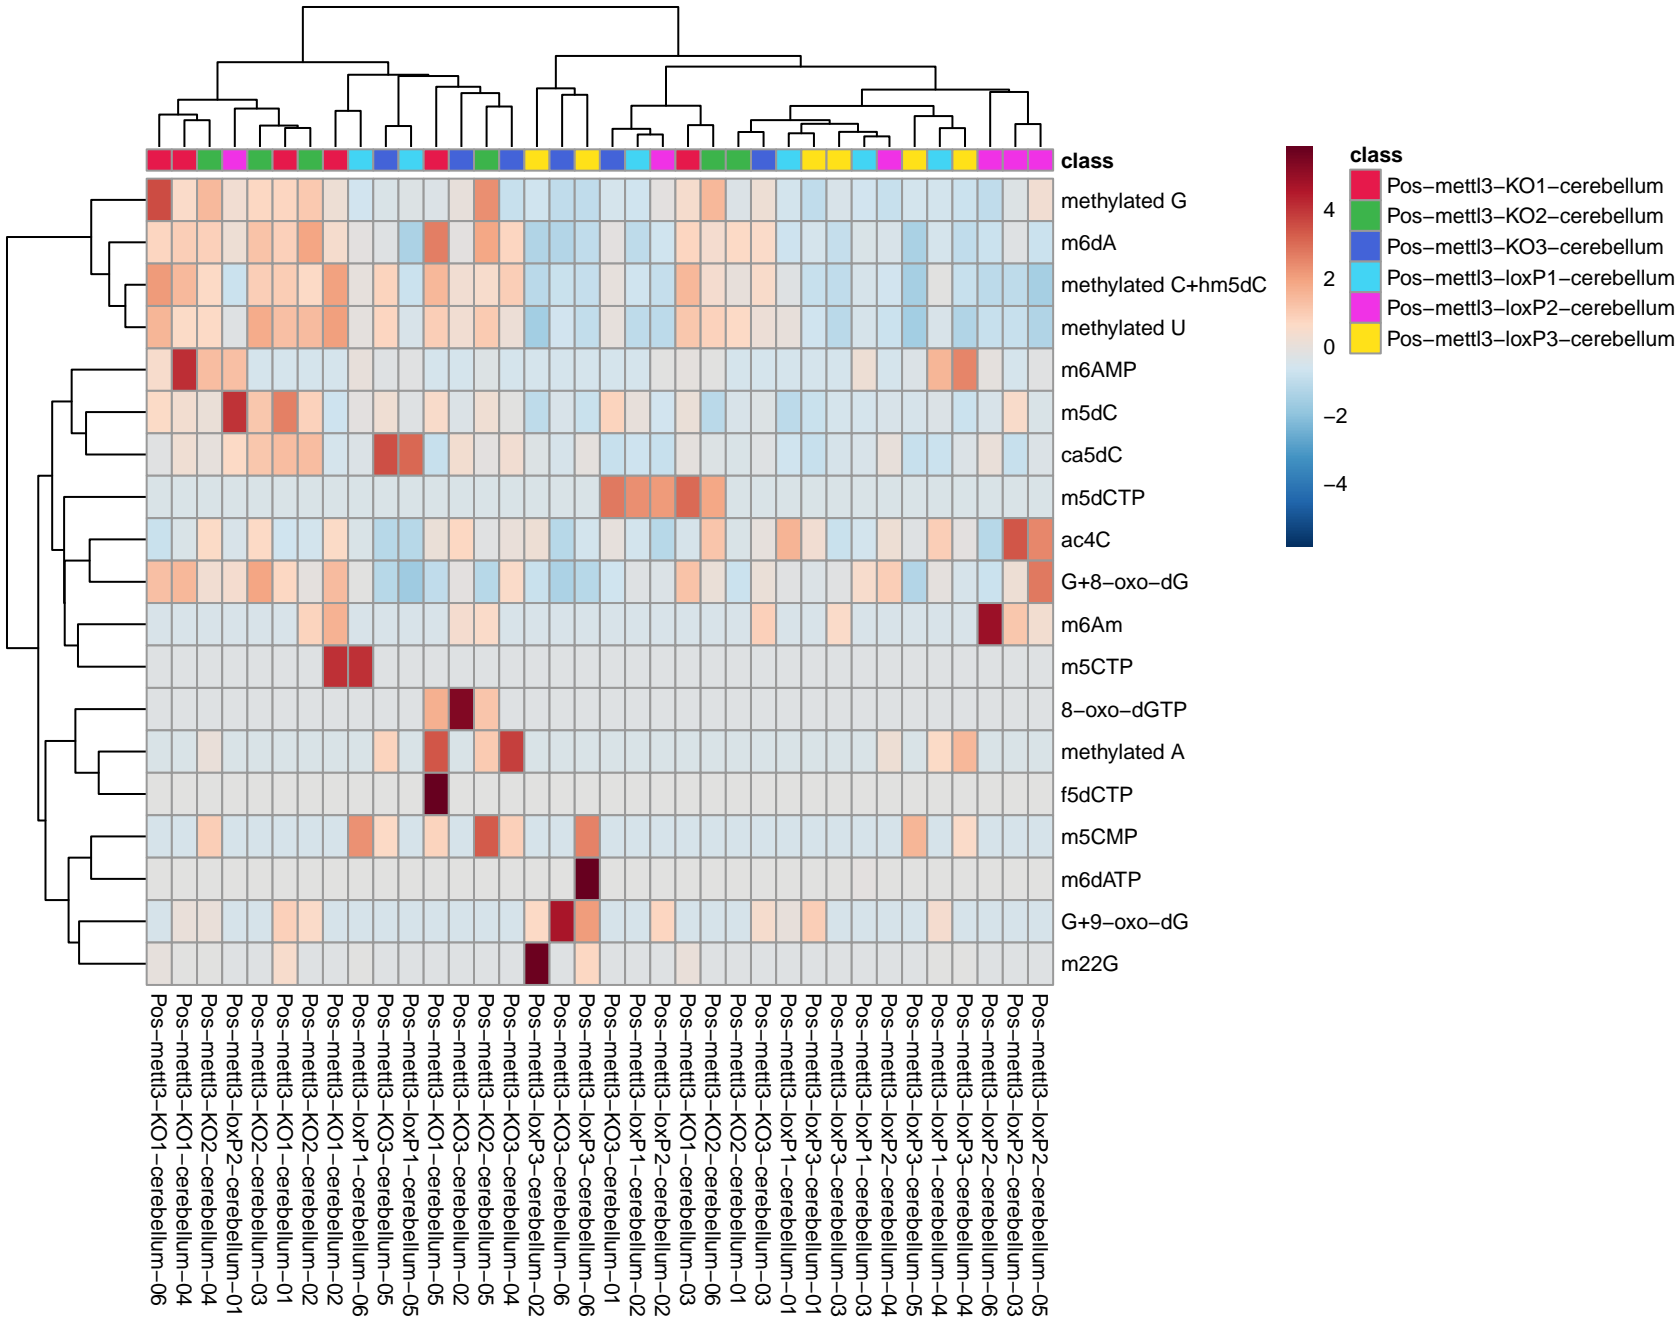 class
methylated G
m6dA
methylated C+hm5dC
methylated U
m6AMP
m5dC
ca5dC
m5dCTP
ac4C
G+8−oxo−dG
m6Am
m5CTP
8−oxo−dGTP
methylated A
f5dCTP
m5CMP
m6dATP
G+9−oxo−dG
m22G
4
2
0
−2
−4
class
Pos−mettl3−KO1−cerebellum
Pos−mettl3−KO2−cerebellum
Pos−mettl3−KO3−cerebellum
Pos−mettl3−loxP1−cerebellum
Pos−mettl3−loxP2−cerebellum
Pos−mettl3−loxP3−cerebellum
Pos−mettl3−KO1−cerebellum−06
Pos−mettl3−KO1−cerebellum−04
Pos−mettl3−KO2−cerebellum−04
Pos−mettl3−loxP2−cerebellum−01
Pos−mettl3−KO2−cerebellum−03
Pos−mettl3−KO1−cerebellum−01
Pos−mettl3−KO2−cerebellum−02
Pos−mettl3−KO1−cerebellum−02
Pos−mettl3−loxP1−cerebellum−06
Pos−mettl3−KO3−cerebellum−05
Pos−mettl3−loxP1−cerebellum−05
Pos−mettl3−KO1−cerebellum−05
Pos−mettl3−KO3−cerebellum−02
Pos−mettl3−KO2−cerebellum−05
Pos−mettl3−KO3−cerebellum−04
Pos−mettl3−loxP3−cerebellum−02
Pos−mettl3−KO3−cerebellum−06
Pos−mettl3−loxP3−cerebellum−06
Pos−mettl3−KO3−cerebellum−01
Pos−mettl3−loxP1−cerebellum−02
Pos−mettl3−loxP2−cerebellum−02
Pos−mettl3−KO1−cerebellum−03
Pos−mettl3−KO2−cerebellum−06
Pos−mettl3−KO2−cerebellum−01
Pos−mettl3−KO3−cerebellum−03
Pos−mettl3−loxP1−cerebellum−01
Pos−mettl3−loxP3−cerebellum−01
Pos−mettl3−loxP3−cerebellum−03
Pos−mettl3−loxP1−cerebellum−03
Pos−mettl3−loxP2−cerebellum−04
Pos−mettl3−loxP3−cerebellum−05
Pos−mettl3−loxP1−cerebellum−04
Pos−mettl3−loxP3−cerebellum−04
Pos−mettl3−loxP2−cerebellum−06
Pos−mettl3−loxP2−cerebellum−03
Pos−mettl3−loxP2−cerebellum−05